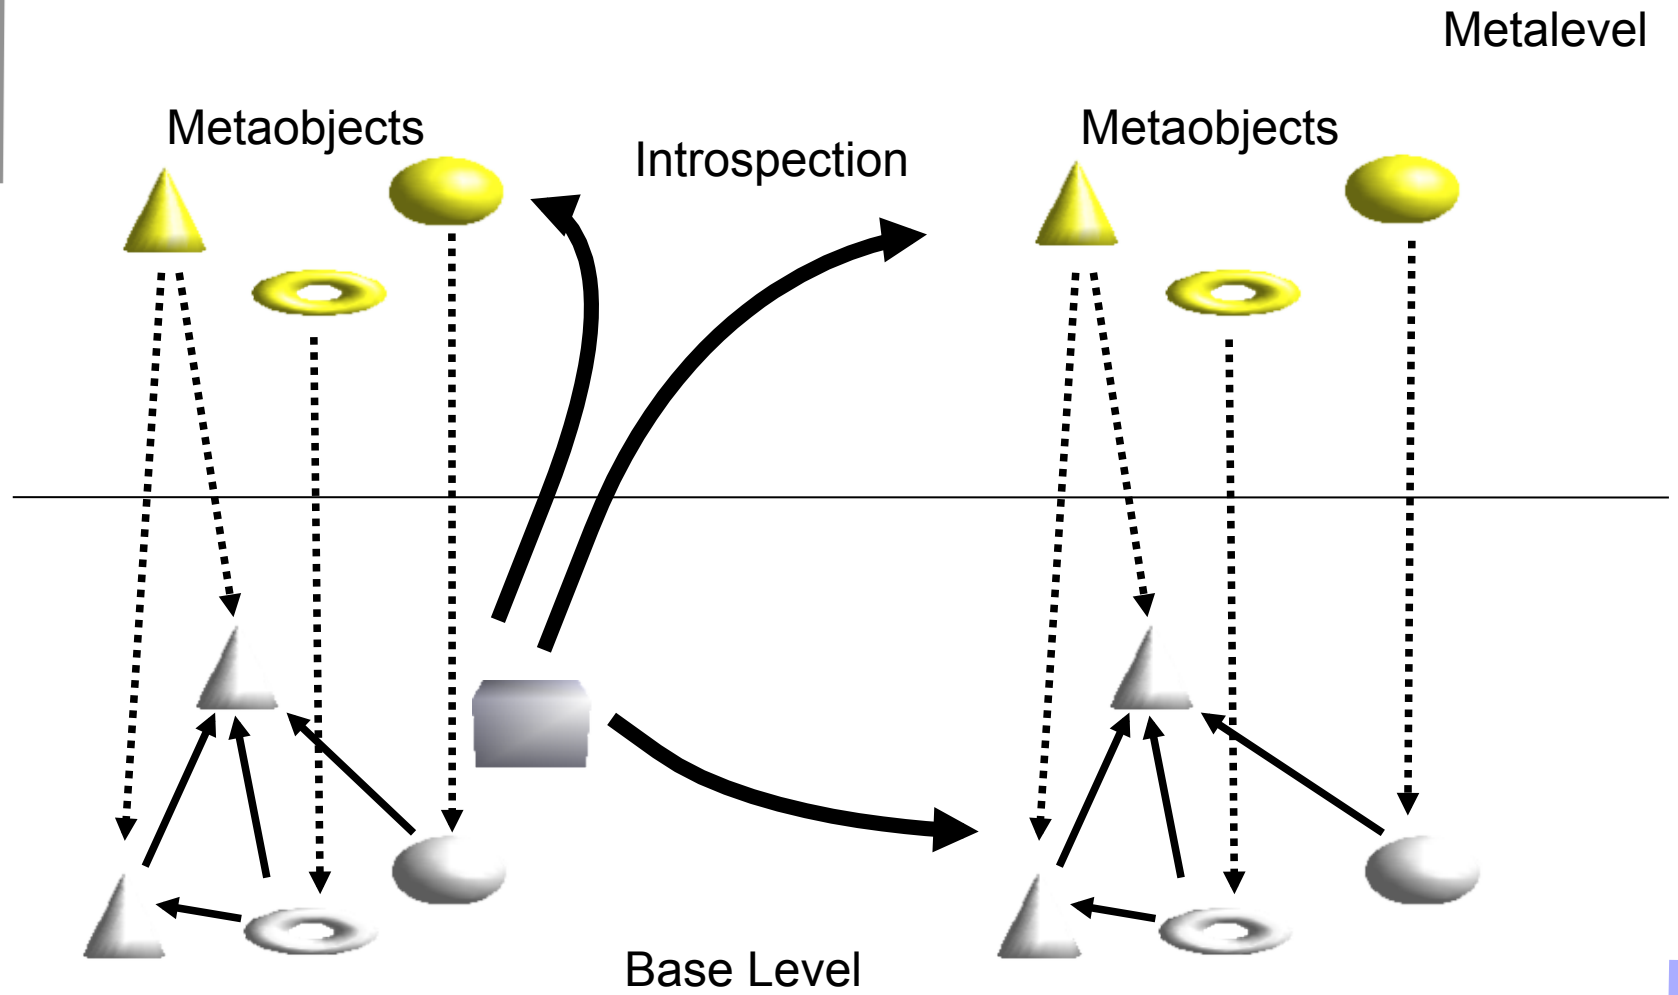 Metalevel
Metaobjects
Introspection
Metaobjects
Base Level